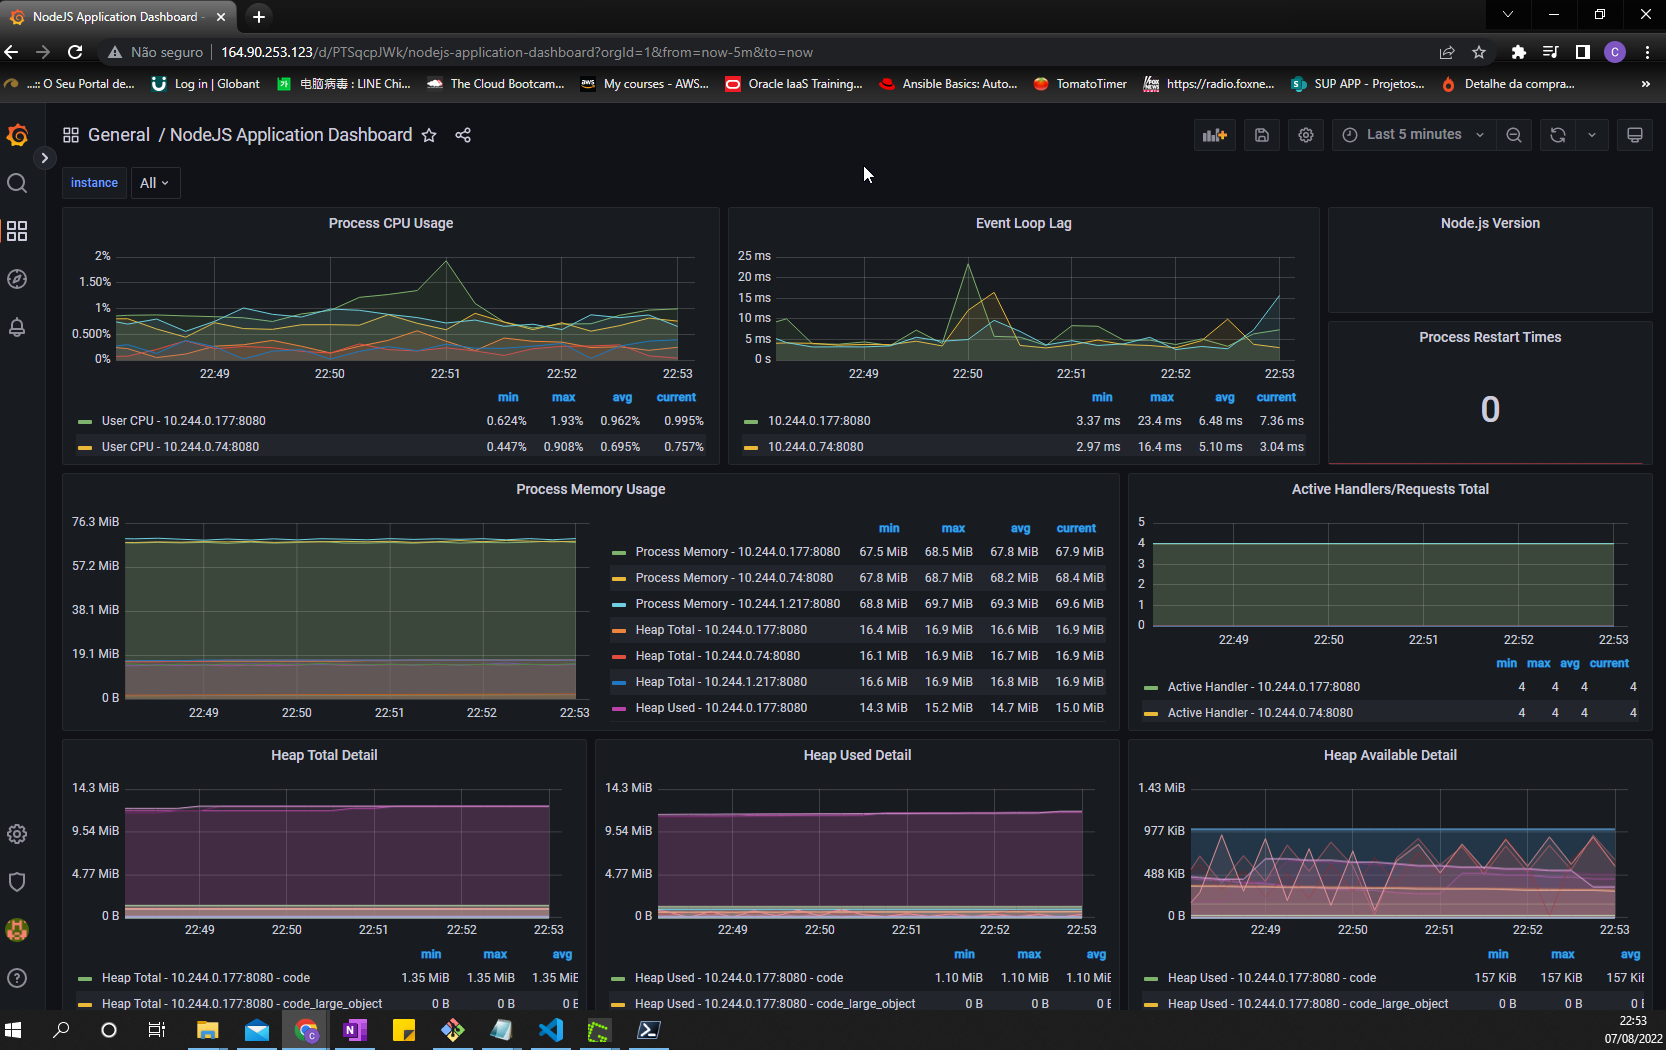 NodeJS Application Dashboard -
Não seguro | 164.90.253.123/d/PTSqcpJWk/nodejs-application-dashboard?orgId=1&from=now-5m&to=now
C
...:: O Seu Portal de... Log in | Globant 电脑病毒 : LINE Chi... The Cloud Bootcam... aws My courses - AWS... Oracle IaaS Training... Ansible Basics: Auto... TomatoTimer https://radio.foxne... SUP APP - Projetos... Detalhe da compra... »
General / NodeJS Application Dashboard
Last 5 minutes
instance All
Process CPU Usage
2%
1.50%
1%
0.500%
0%
22:49 22:50 22:51 22:52 22:53
min max avg current
User CPU - 10.244.0.177:8080 0.624% 1.93% 0.962% 0.995%
User CPU - 10.244.0.74:8080 0.447% 0.908% 0.695% 0.757%
Event Loop Lag
25 ms
20 ms
15 ms
10 ms
5 ms
0 s
22:49 22:50 22:51 22:52 22:53
min max avg current
10.244.0.177:8080 3.37 ms 23.4 ms 6.48 ms 7.36 ms
10.244.0.74:8080 2.97 ms 16.4 ms 5.10 ms 3.04 ms
Node.js Version
Process Restart Times
0
Process Memory Usage
76.3 MiB
57.2 MiB
38.1 MiB
19.1 MiB
0 B
22:49 22:50 22:51 22:52 22:53
min max avg current
Process Memory - 10.244.0.177:8080 67.5 MiB 68.5 MiB 67.8 MiB 67.9 MiB
Process Memory - 10.244.0.74:8080 67.8 MiB 68.7 MiB 68.2 MiB 68.4 MiB
Process Memory - 10.244.1.217:8080 68.8 MiB 69.7 MiB 69.3 MiB 69.6 MiB
Heap Total - 10.244.0.177:8080 16.4 MiB 16.9 MiB 16.6 MiB 16.9 MiB
Heap Total - 10.244.0.74:8080 16.1 MiB 16.9 MiB 16.7 MiB 16.9 MiB
Heap Total - 10.244.1.217:8080 16.6 MiB 16.9 MiB 16.8 MiB 16.9 MiB
Heap Used - 10.244.0.177:8080 14.3 MiB 15.2 MiB 14.7 MiB 15.0 MiB
Active Handlers/Requests Total
5
4
3
2
1
0
22:49 22:50 22:51 22:52 22:53
min max avg current
Active Handler - 10.244.0.177:8080 4 4 4 4
Active Handler - 10.244.0.74:8080 4 4 4 4
Heap Total Detail
14.3 MiB
9.54 MiB
4.77 MiB
0 B
22:49 22:50 22:51 22:52 22:53
min max avg
Heap Total - 10.244.0.177:8080 - code 1.35 MiB 1.35 MiB 1.35 MiB
Heap Total - 10.244.0.177:8080 - code_large_object 0 B 0 B 0 B
Heap Used Detail
14.3 MiB
9.54 MiB
4.77 MiB
0 B
22:49 22:50 22:51 22:52 22:53
min max avg
Heap Used - 10.244.0.177:8080 - code 1.10 MiB 1.10 MiB 1.10 MiB
Heap Used - 10.244.0.177:8080 - code_large_object 0 B 0 B 0 B
Heap Available Detail
1.43 MiB
977 KiB
488 KiB
0 B
22:49 22:50 22:51 22:52 22:53
min max avg
Heap Used - 10.244.0.177:8080 - code 157 KiB 157 KiB 157 KiB
Heap Used - 10.244.0.177:8080 - code_large_object 0 B 0 B 0 B
22:53
07/08/2022